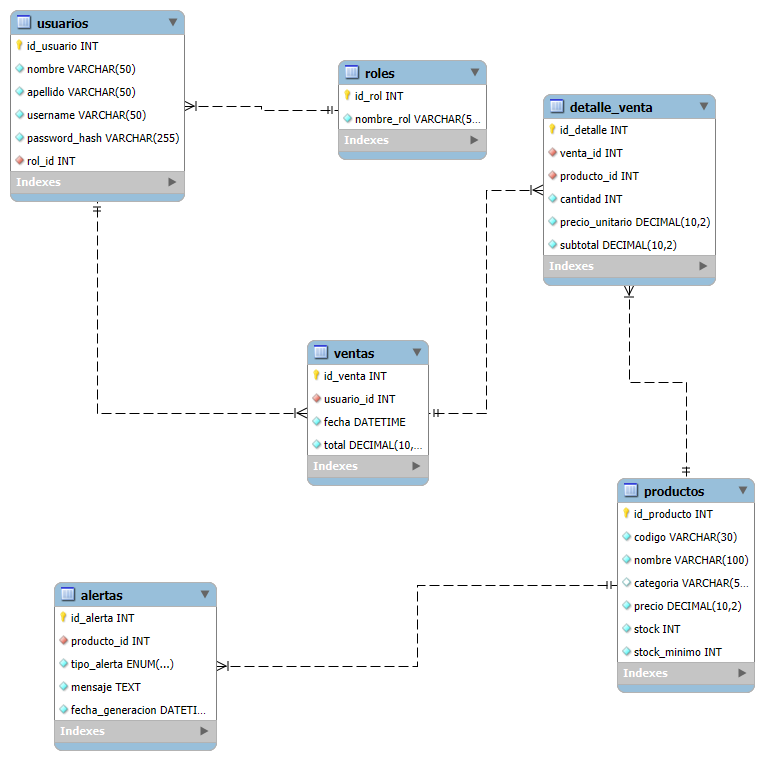 usuarios
id_usuario INT
nombre VARCHAR(50)
apellido VARCHAR(50)
username VARCHAR(50)
password_hash VARCHAR(255)
rol_id INT
Indexes
roles
id_rol INT
nombre_rol VARCHAR(5...
Indexes
detalle_venta
id_detalle INT
venta_id INT
producto_id INT
cantidad INT
precio_unitario DECIMAL(10,2)
subtotal DECIMAL(10,2)
Indexes
ventas
id_venta INT
usuario_id INT
fecha DATETIME
total DECIMAL(10,...
Indexes
productos
id_producto INT
codigo VARCHAR(30)
nombre VARCHAR(100)
categoria VARCHAR(5...
precio DECIMAL(10,2)
stock INT
stock_minimo INT
Indexes
alertas
id_alerta INT
producto_id INT
tipo_alerta ENUM(...)
mensaje TEXT
fecha_generacion DATETI...
Indexes